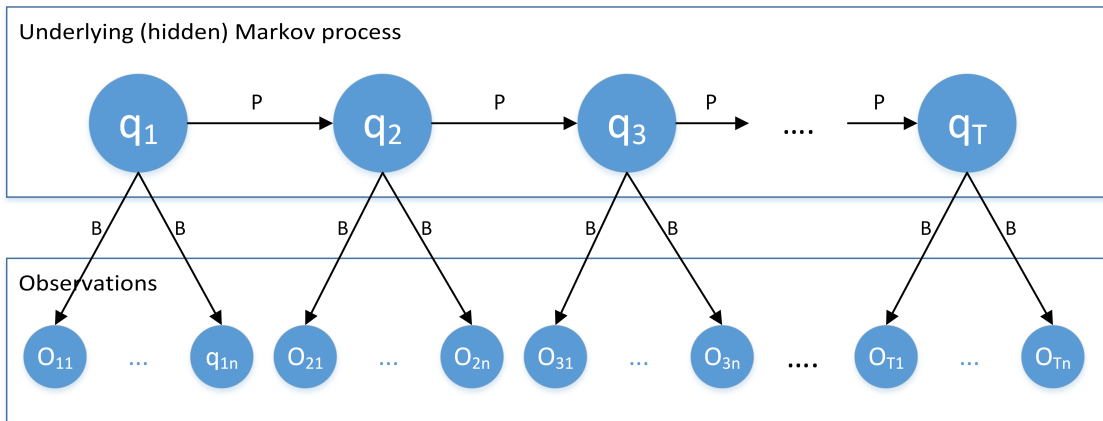 Underlying (hidden) Markov process
P P P P
q1 q2 q3 .... qT
B B B B B B B B
Observations
O11 ... q1n O21 ... O2n O31 ... O3n .... OT1 ... OTn